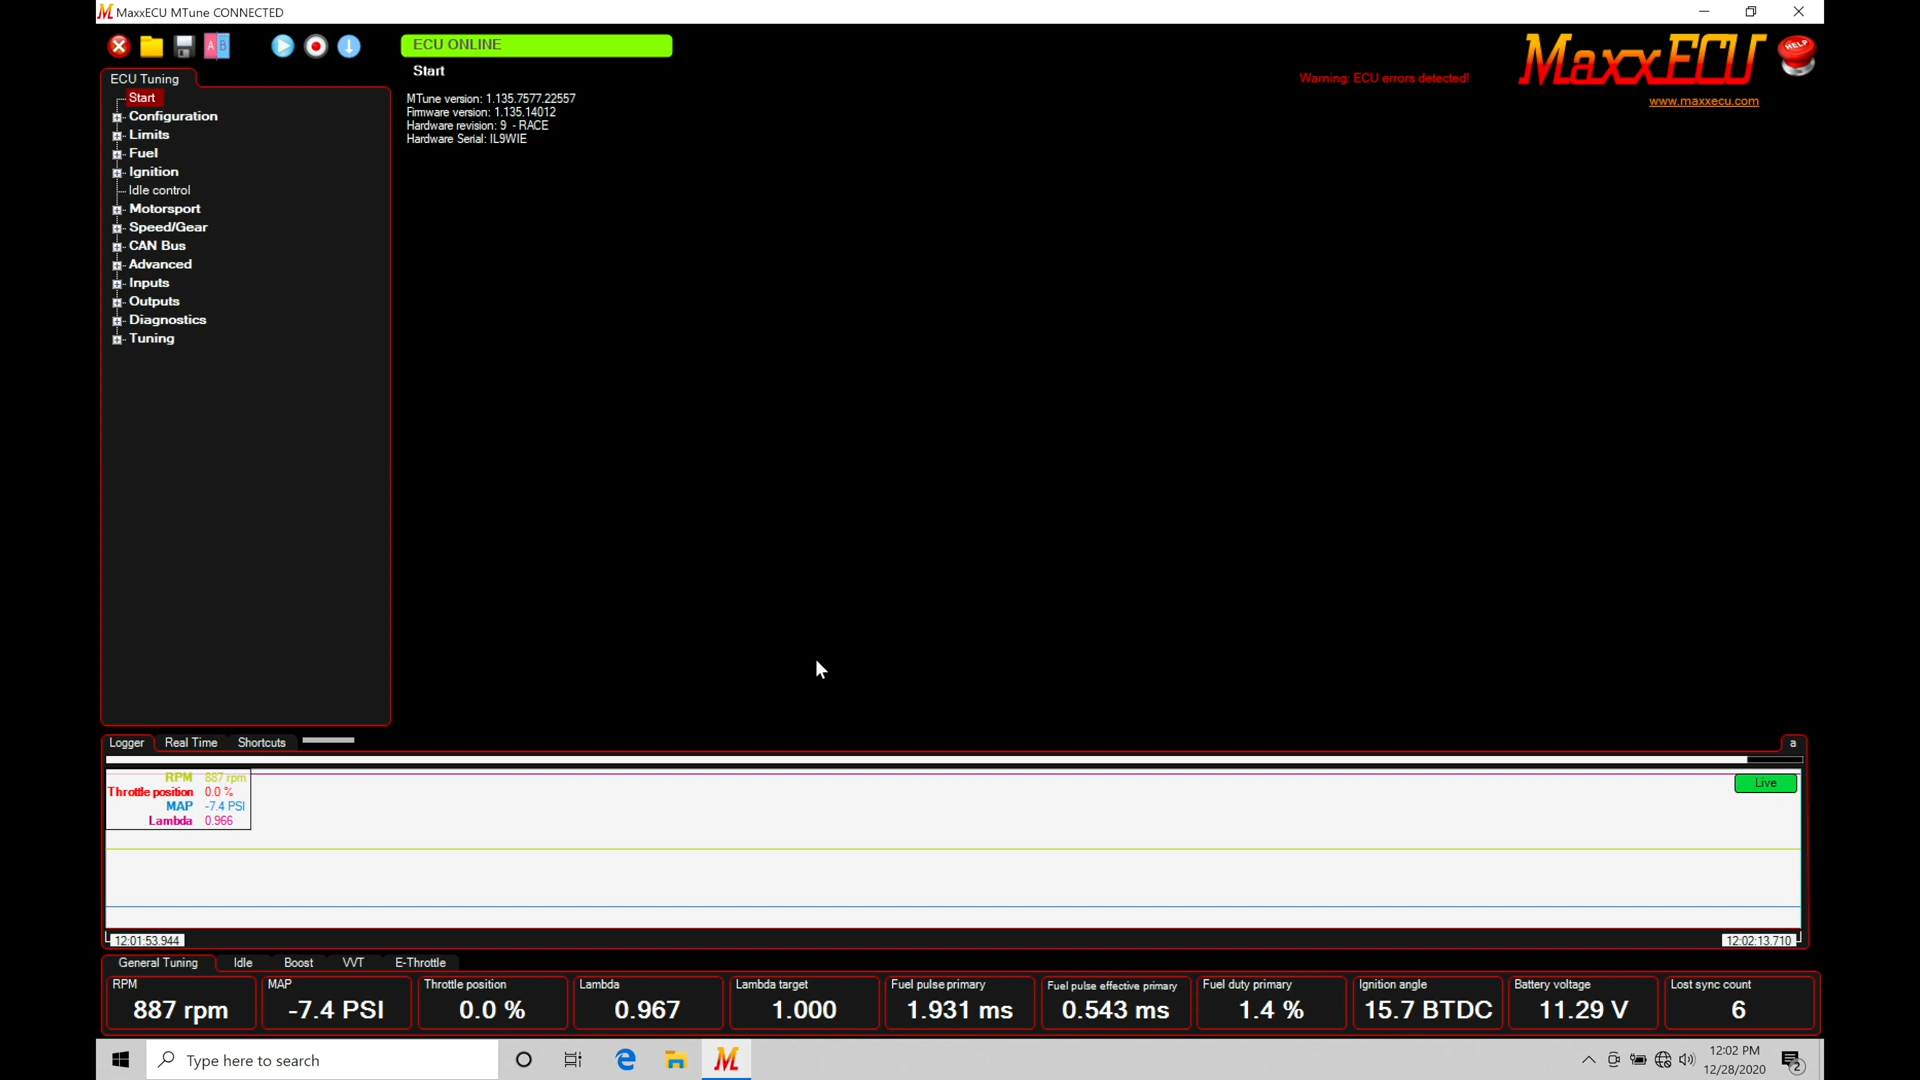 MaxxECU MTune CONNECTED
A B
ECU ONLINE
MaxxECU
HELP
Start
Warning: ECU errors detected!
www.maxxecu.com
ECU Tuning
Start
Configuration
Limits
Fuel
Ignition
Idle control
Motorsport
Speed/Gear
CAN Bus
Advanced
Inputs
Outputs
Diagnostics
Tuning
MTune version: 1.135.7577.22557
Firmware version: 1.135.14012
Hardware revision: 9 - RACE
Hardware Serial: IL9WIE
Logger Real Time Shortcuts
a
RPM 887 rpm
Throttle position 0.0 %
MAP -7.4 PSI
Lambda 0.966
Live
12:01:53.944
12:02:13.710
General Tuning Idle Boost VVT E-Throttle
RPM
887 rpm
MAP
-7.4 PSI
Throttle position
0.0 %
Lambda
0.967
Lambda target
1.000
Fuel pulse primary
1.931 ms
Fuel pulse effective primary
0.543 ms
Fuel duty primary
1.4 %
Ignition angle
15.7 BTDC
Battery voltage
11.29 V
Lost sync count
6
Type here to search
12:02 PM
12/28/2020
2